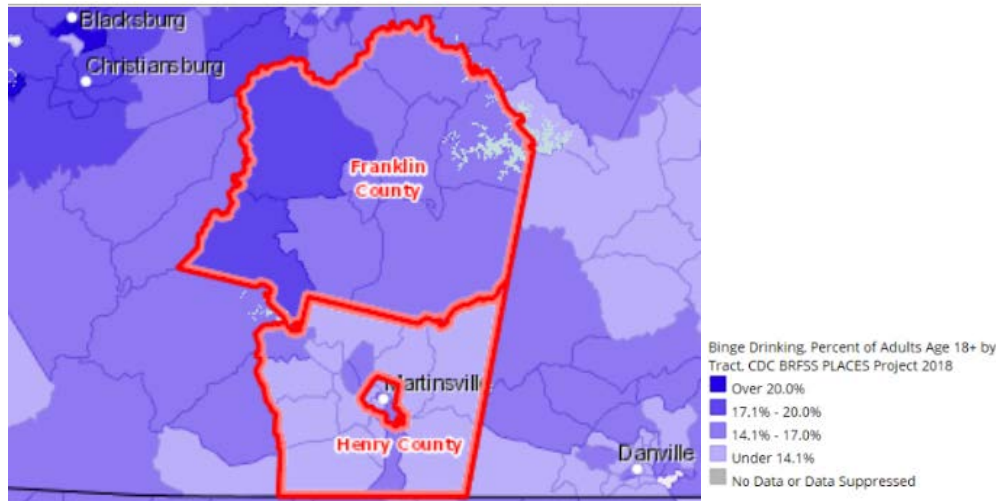 Blacksburg
Christiansburg
Franklin
County
Martinsville
Henry County
Danville
Binge Drinking, Percent of Adults Age 18+ by
Tract, CDC BRFSS PLACES Project 2018
Over 20.0%
17.1% - 20.0%
14.1% - 17.0%
Under 14.1%
No Data or Data Suppressed